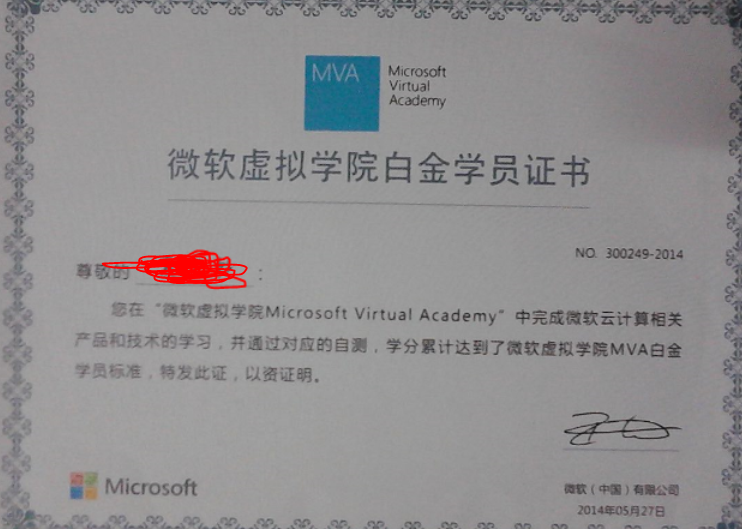 MVA
Microsoft
Virtual
Academy
微软虚拟学院白金学员证书
NO. 300249-2014
尊敬的 :
您在“微软虚拟学院Microsoft Virtual Academy”中完成微软云计算相关
产品和技术的学习，并通过对应的自测，学分累计达到了微软虚拟学院MVA白金
学员标准，特发此证，以资证明。
Microsoft
微软（中国）有限公司
2014年05月27日